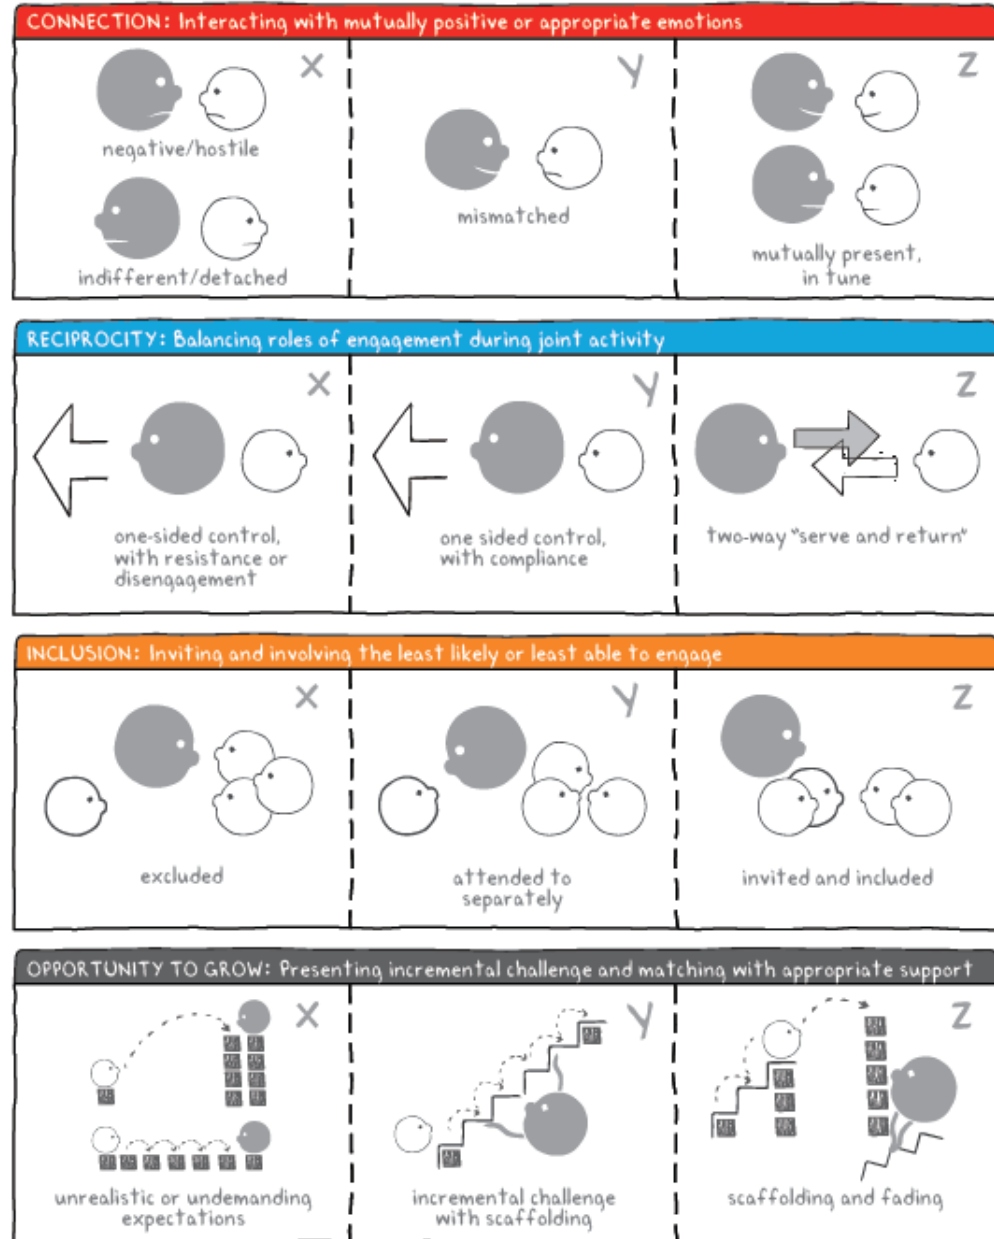 CONNECTION: Interacting with mutually positive or appropriate emotions
X
Y
Z
negative/hostile
indifferent/detached
mismatched
mutually present,
in tune
RECIPROCITY: Balancing roles of engagement during joint activity
X
Y
Z
one-sided control,
with resistance or
disengagement
one sided control,
with compliance
two-way "serve and return"
INCLUSION: Inviting and involving the least likely or least able to engage
X
Y
Z
excluded
attended to
separately
invited and included
OPPORTUNITY TO GROW: Presenting incremental challenge and matching with appropriate support
X
Y
Z
unrealistic or undemanding
expectations
incremental challenge
with scaffolding
scaffolding and fading